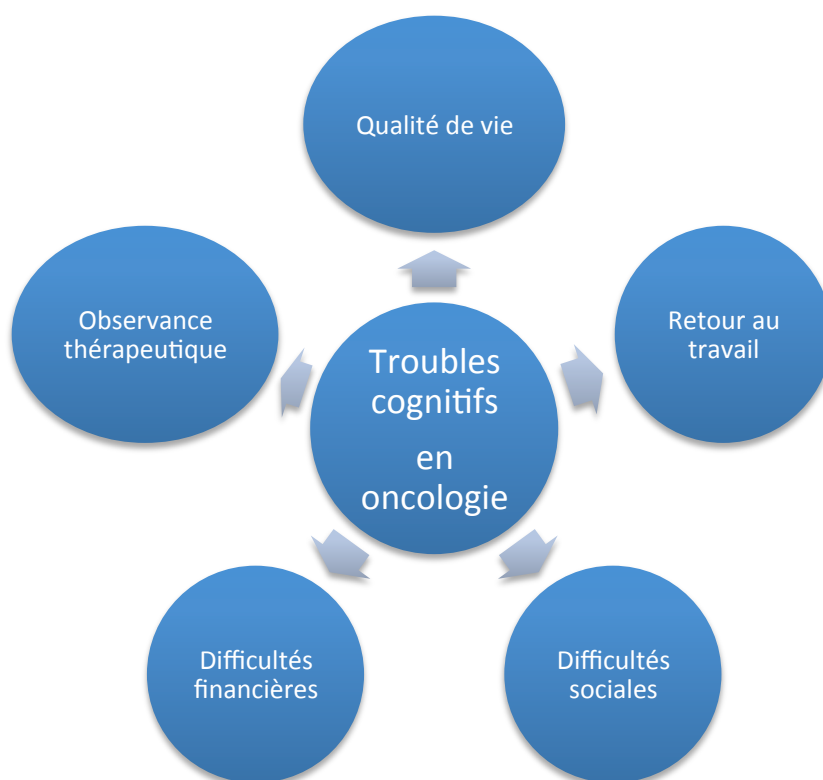 Qualité de vie
Observance
thérapeutique
Retour au
travail
Troubles
cognitifs
en
oncologie
Difficultés
financières
Difficultés
sociales